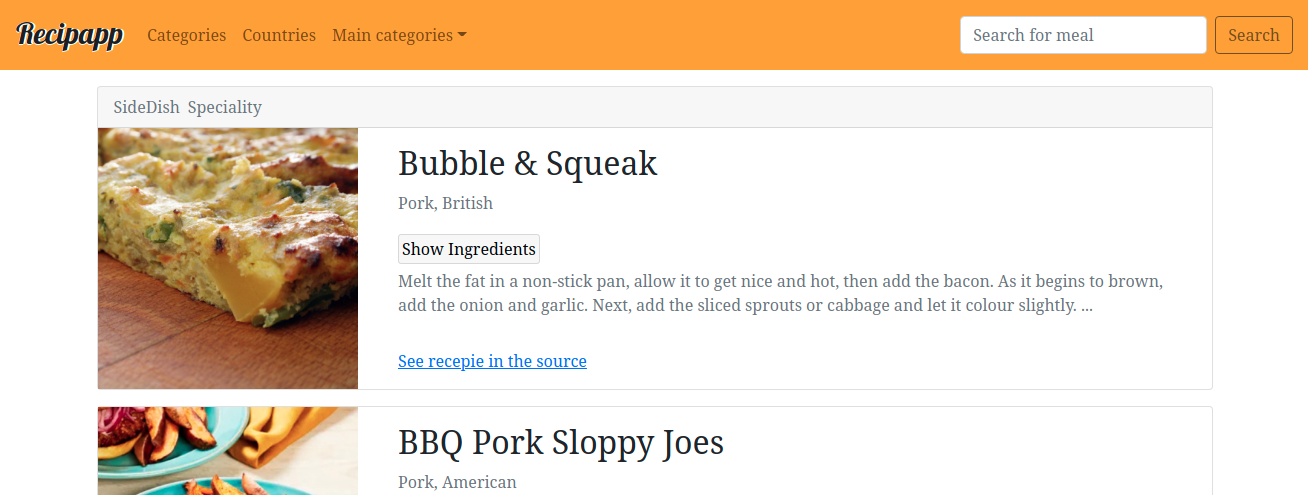 Recipapp Categories Countries Main categories Search for meal Search
SideDish Speciality
Bubble & Squeak
Pork, British
Show Ingredients
Melt the fat in a non-stick pan, allow it to get nice and hot, then add the bacon. As it begins to brown,
add the onion and garlic. Next, add the sliced sprouts or cabbage and let it colour slightly. ...
See recepie in the source
BBQ Pork Sloppy Joes
Pork, American